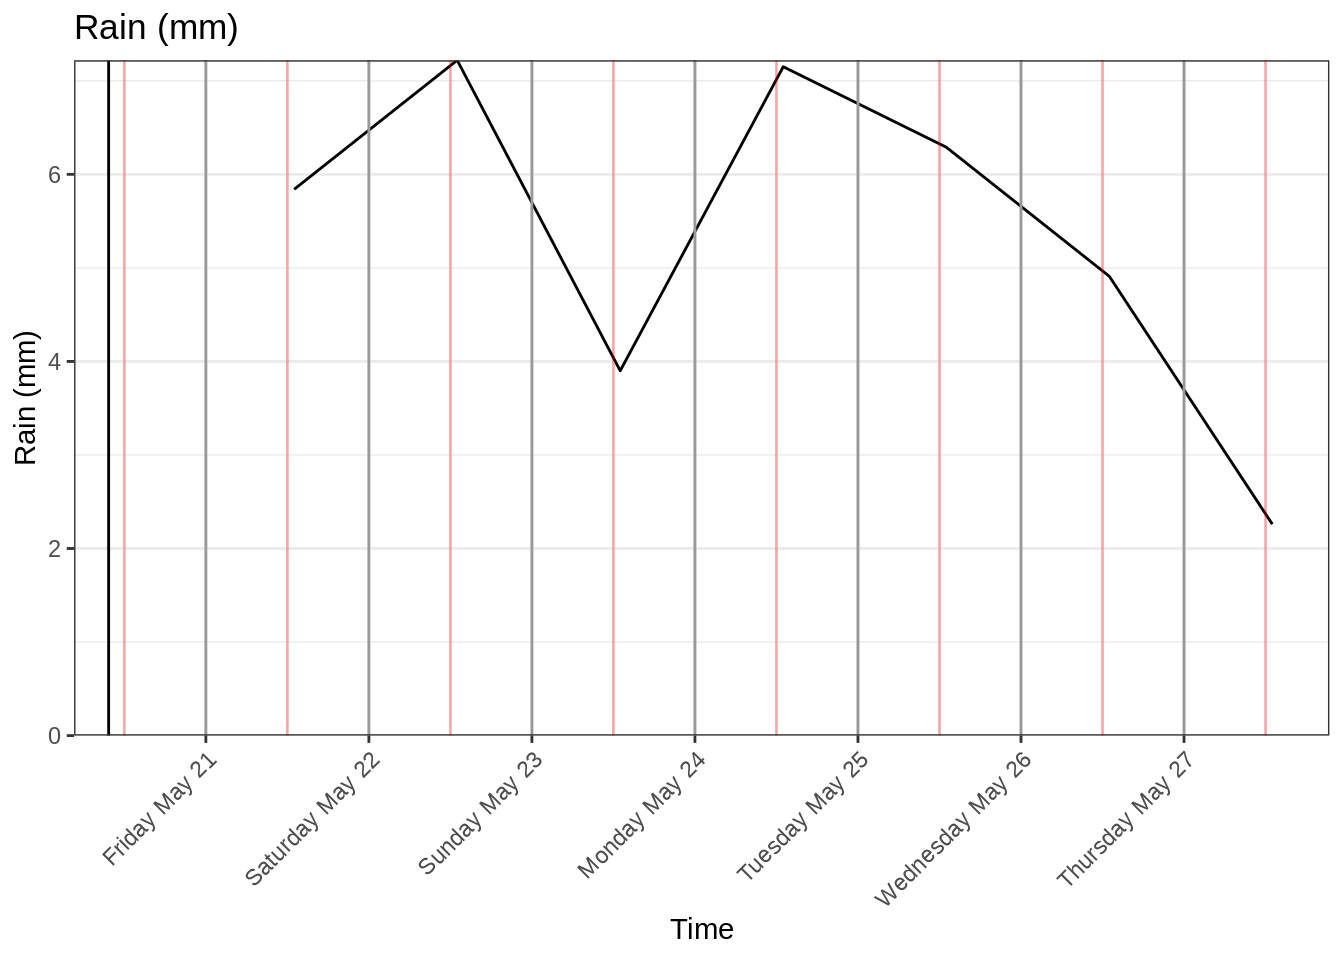 Rain (mm)
Rain (mm)
6
4
2
0
Friday May 21
Saturday May 22
Sunday May 23
Monday May 24
Tuesday May 25
Wednesday May 26
Thursday May 27
Time